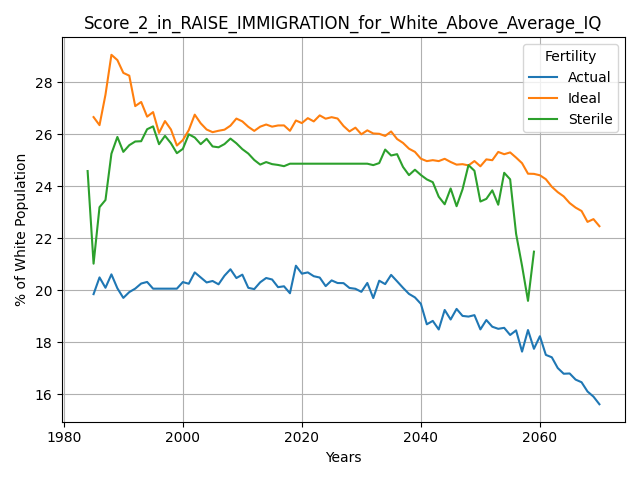 Score_2_in_RAISE_IMMIGRATION_for_White_Above_Average_IQ
Fertility
Actual
Ideal
Sterile
% of White Population
28
26
24
22
20
18
16
1980
2000
2020
2040
2060
Years